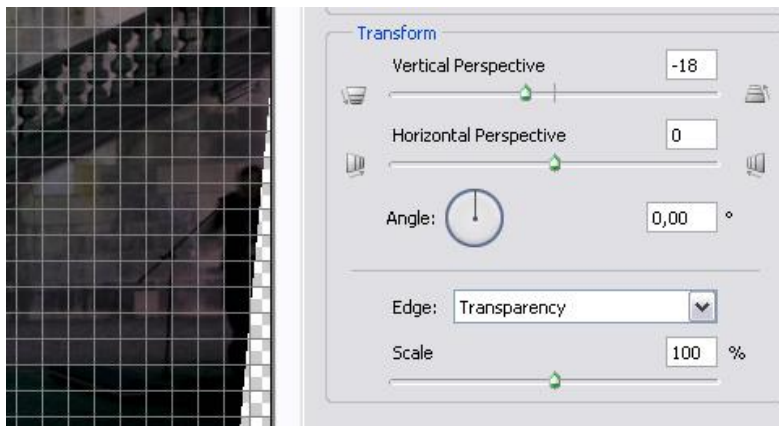 Transform
Vertical Perspective -18
Horizontal Perspective 0
Angle: 0,00 °
Edge: Transparency
Scale 100 %